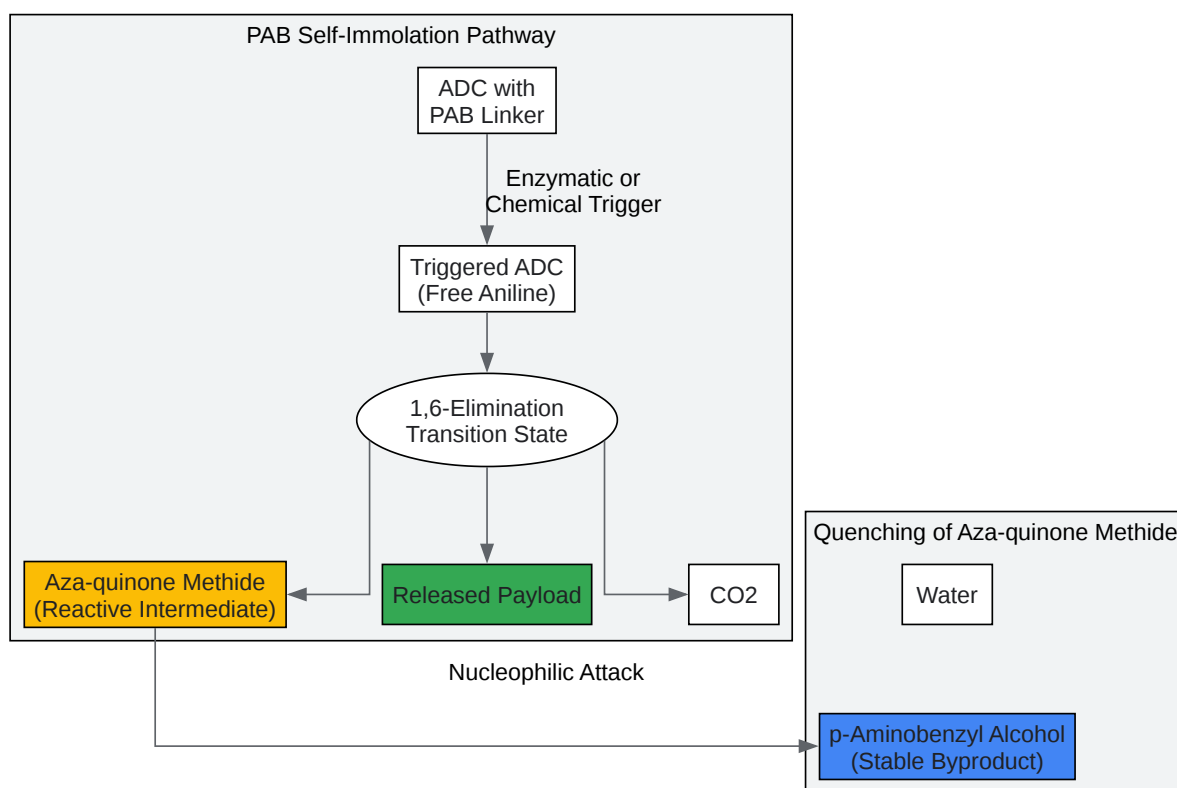 PAB Self-Immolation Pathway
ADC with
PAB Linker
Enzymatic or
Chemical Trigger
Triggered ADC
(Free Aniline)
1,6-Elimination
Transition State
Aza-quinone Methide
(Reactive Intermediate)
Released Payload
CO2
Quenching of Aza-quinone Methide
Water
Nucleophilic Attack
p-Aminobenzyl Alcohol
(Stable Byproduct)